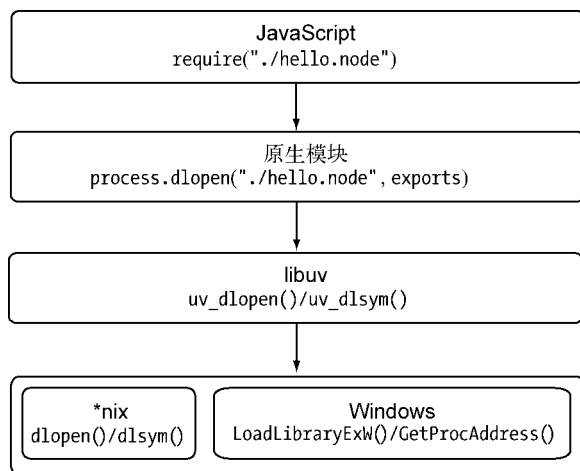 JavaScript
require("./hello.node")
原生模块
process.dlopen("./hello.node", exports)
libuv
uv_dlopen()/uv_dlsym()
*nix
dlopen()/dlsym()
Windows
LoadLibraryExW()/GetProcAddress()